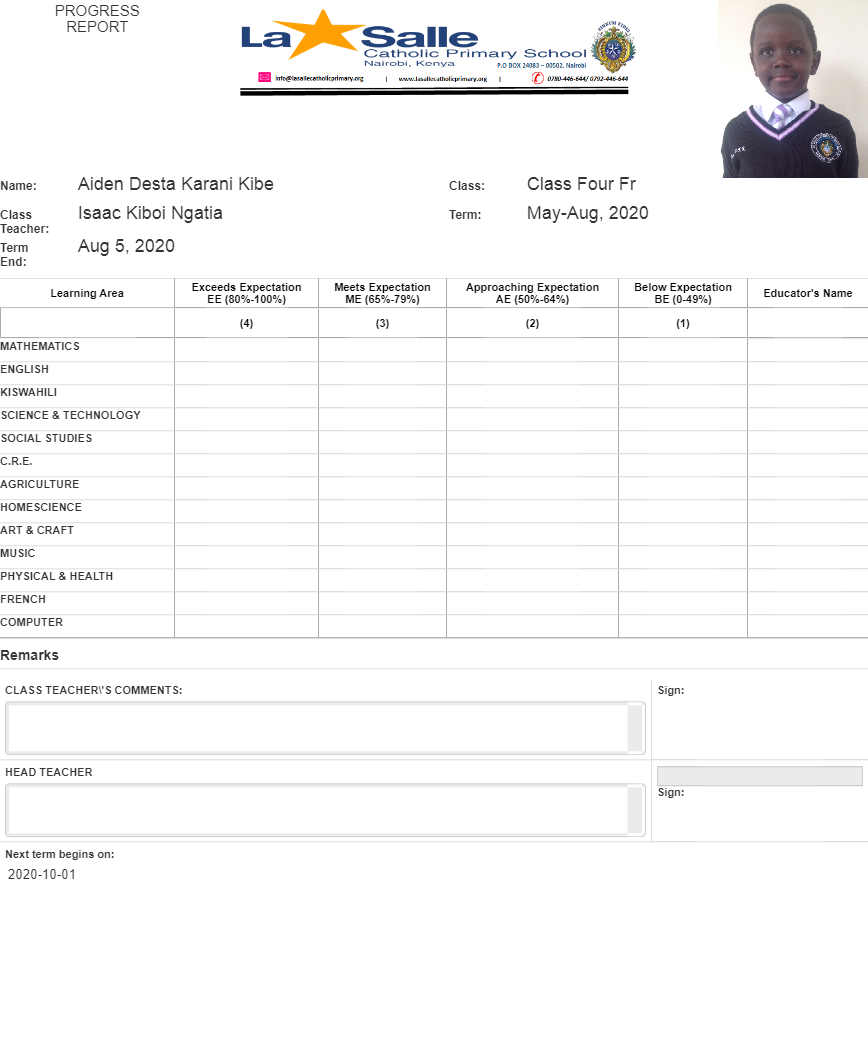 PROGRESS
REPORT
La Salle
Catholic Primary School
Nairobi, Kenya
P.O BOX 24083 – 00502, Nairobi
info@lasallecatholicprimary.org | www.lasallecatholicprimary.org | 0780-446-644/ 0792-446-644
Name: Aiden Desta Karani Kibe Class: Class Four Fr
Class Teacher: Isaac Kiboi Ngatia Term: May-Aug, 2020
Term End: Aug 5, 2020
Learning Area Exceeds Expectation EE (80%-100%) Meets Expectation ME (65%-79%) Approaching Expectation AE (50%-64%) Below Expectation BE (0-49%) Educator's Name
(4) (3) (2) (1)
MATHEMATICS
ENGLISH
KISWAHILI
SCIENCE & TECHNOLOGY
SOCIAL STUDIES
C.R.E.
AGRICULTURE
HOMESCIENCE
ART & CRAFT
MUSIC
PHYSICAL & HEALTH
FRENCH
COMPUTER
Remarks
CLASS TEACHER\'S COMMENTS: Sign:
HEAD TEACHER
Sign:
Next term begins on:
2020-10-01